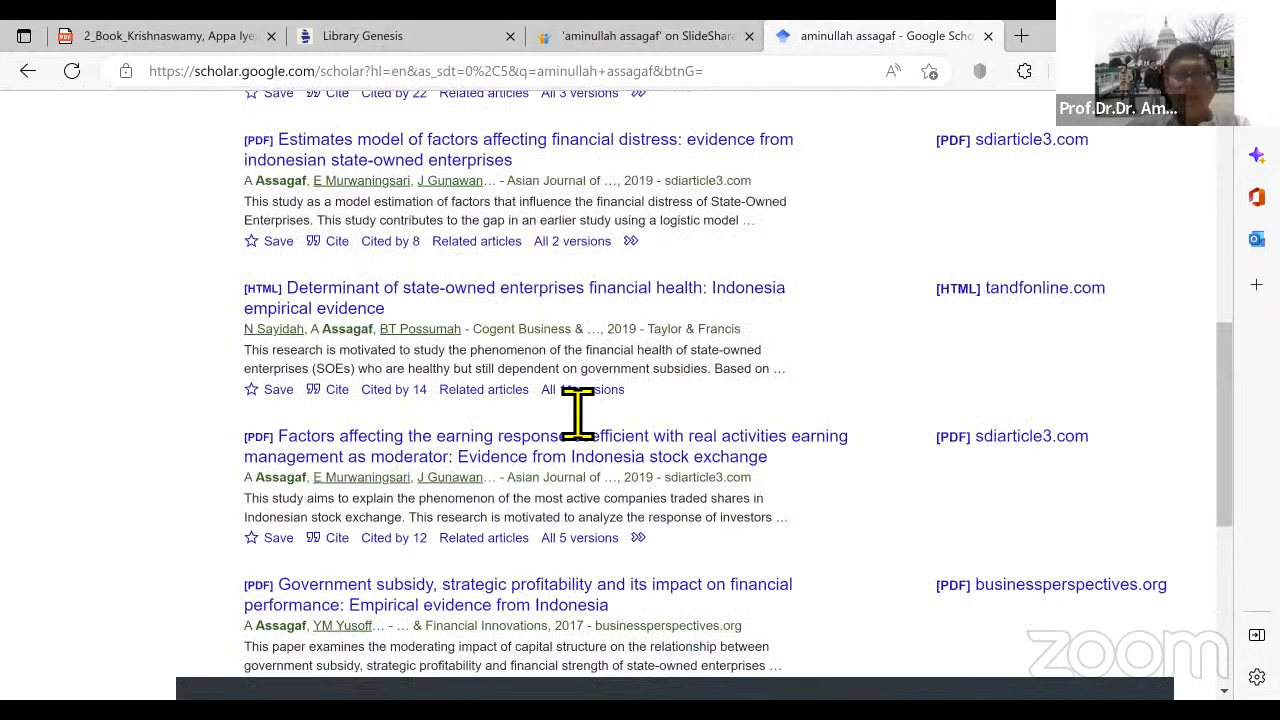 2_Book_Krishnaswamy, Appa Iye
Library Genesis
'aminullah assagaf' on SlideShare
aminullah assagaf - Google Scho
https://scholar.google.com/scholar?hl=en&as_sdt=0%2C5&q=aminullah+assagaf&btnG=
Prof.Dr.Dr. Am...
Save Cite Cited by 22 Related articles All 3 versions
[PDF] Estimates model of factors affecting financial distress: evidence from
indonesian state-owned enterprises
[PDF] sdiarticle3.com
A Assagaf, E Murwaningsari, J Gunawan… - Asian Journal of …, 2019 - sdiarticle3.com
This study as a model estimation of factors that influence the financial distress of State-Owned
Enterprises. This study contributes to the gap in an earlier study using a logistic model …
Save Cite Cited by 8 Related articles All 2 versions
[HTML] Determinant of state-owned enterprises financial health: Indonesia
empirical evidence
[HTML] tandfonline.com
N Sayidah, A Assagaf, BT Possumah - Cogent Business & …, 2019 - Taylor & Francis
This research is motivated to study the phenomenon of the financial health of state-owned
enterprises (SOEs) who are healthy but still dependent on government subsidies. Based on …
Save Cite Cited by 14 Related articles All
[PDF] Factors affecting the earning response coefficient with real activities earning
management as moderator: Evidence from Indonesia stock exchange
[PDF] sdiarticle3.com
A Assagaf, E Murwaningsari, J Gunawan… - Asian Journal of …, 2019 - sdiarticle3.com
This study aims to explain the phenomenon of the most active companies traded shares in
Indonesian stock exchange. This research is motivated to analyze the response of investors …
Save Cite Cited by 12 Related articles All 5 versions
[PDF] Government subsidy, strategic profitability and its impact on financial
performance: Empirical evidence from Indonesia
[PDF] businessperspectives.org
A Assagaf, YM Yusoff… - … & Financial Innovations, 2017 - businessperspectives.org
This paper examines the moderating impact of capital structure on the relationship between
government subsidy, strategic profitability and financial strength of state-owned enterprises …
zoom